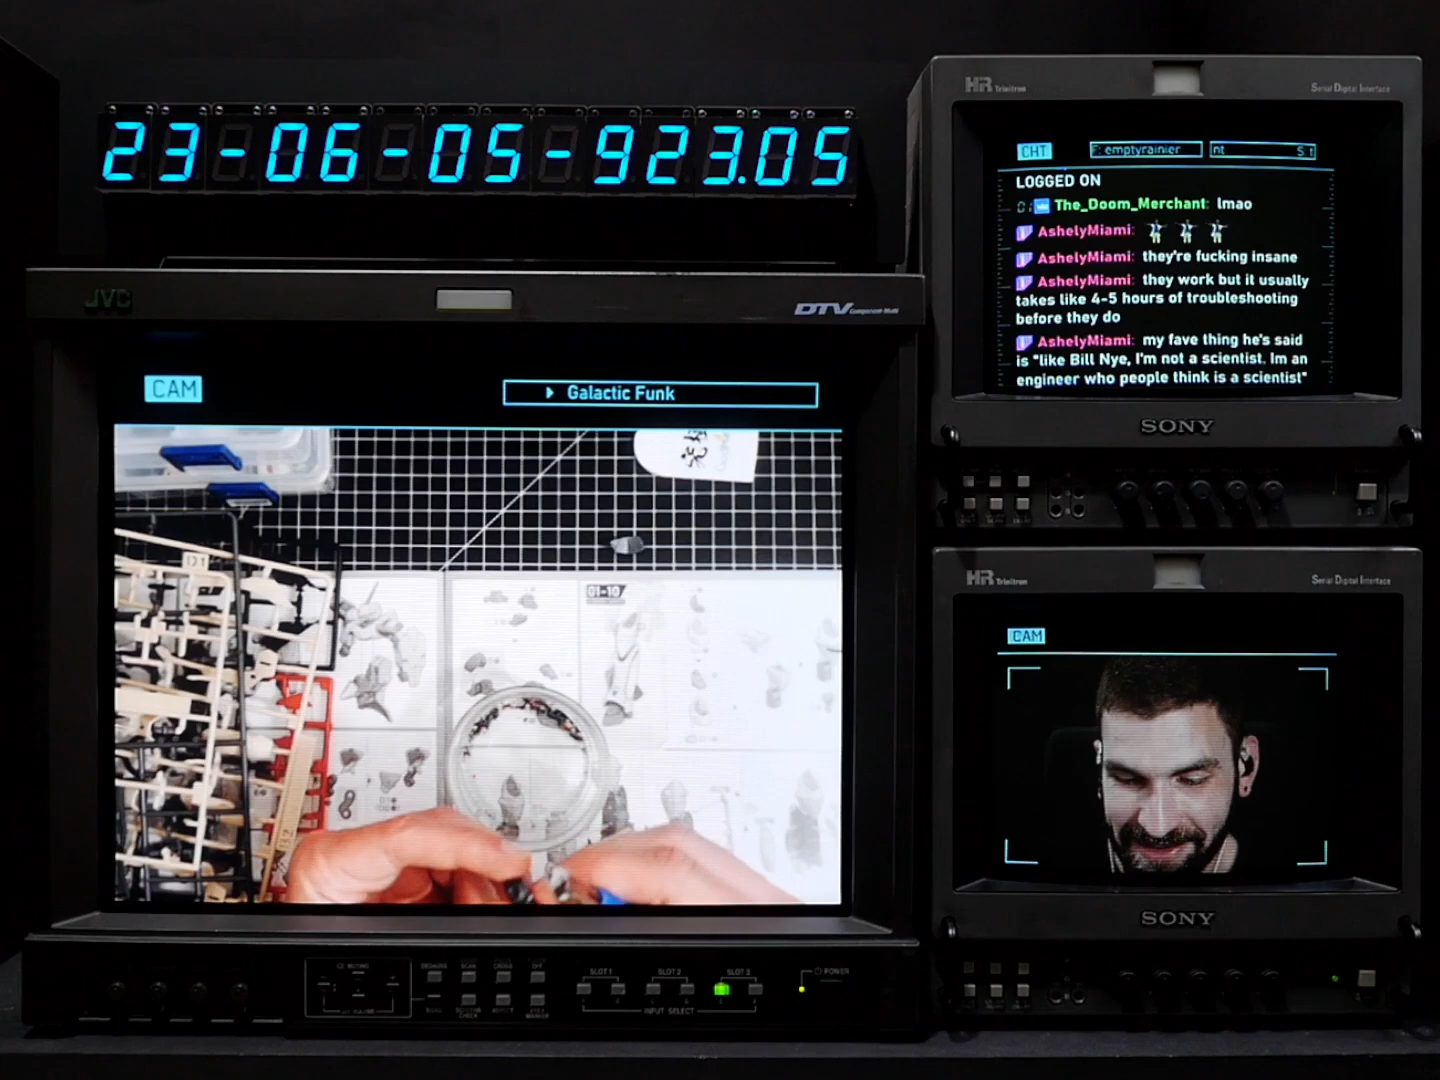 23-06-05-923.05
JVC
DTV
CAM
Galactic Funk
D1
01-10
SLOT 1
SLOT 2
SLOT 3
POWER
INPUT SELECT
HR Trinitron
Serial Digital Interface
CHT
F: emptyrainier
nt
LOGGED ON
The_Doom_Merchant: lmao
AshelyMiami:
AshelyMiami: they're fucking insane
AshelyMiami: they work but it usually
takes like 4-5 hours of troubleshooting
before they do
AshelyMiami: my fave thing he's said
is "like Bill Nye, I'm not a scientist. Im an
engineer who people think is a scientist"
SONY
HR Trinitron
Serial Digital Interface
CAM
SONY